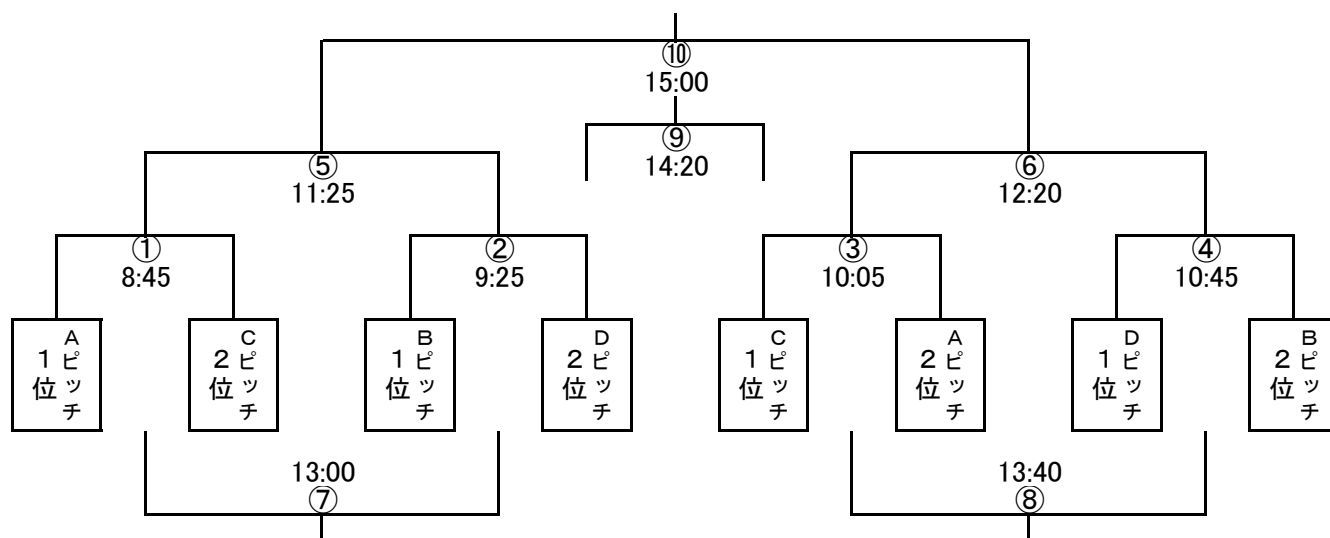 ⑩
15:00
⑨
14:20
⑤
11:25
⑥
12:20
①
8:45
②
9:25
③
10:05
④
10:45
Aピッチ
1位
Cピッチ
2位
Bピッチ
1位
Dピッチ
2位
Cピッチ
1位
Aピッチ
2位
Dピッチ
1位
Bピッチ
2位
13:00
⑦
13:40
⑧